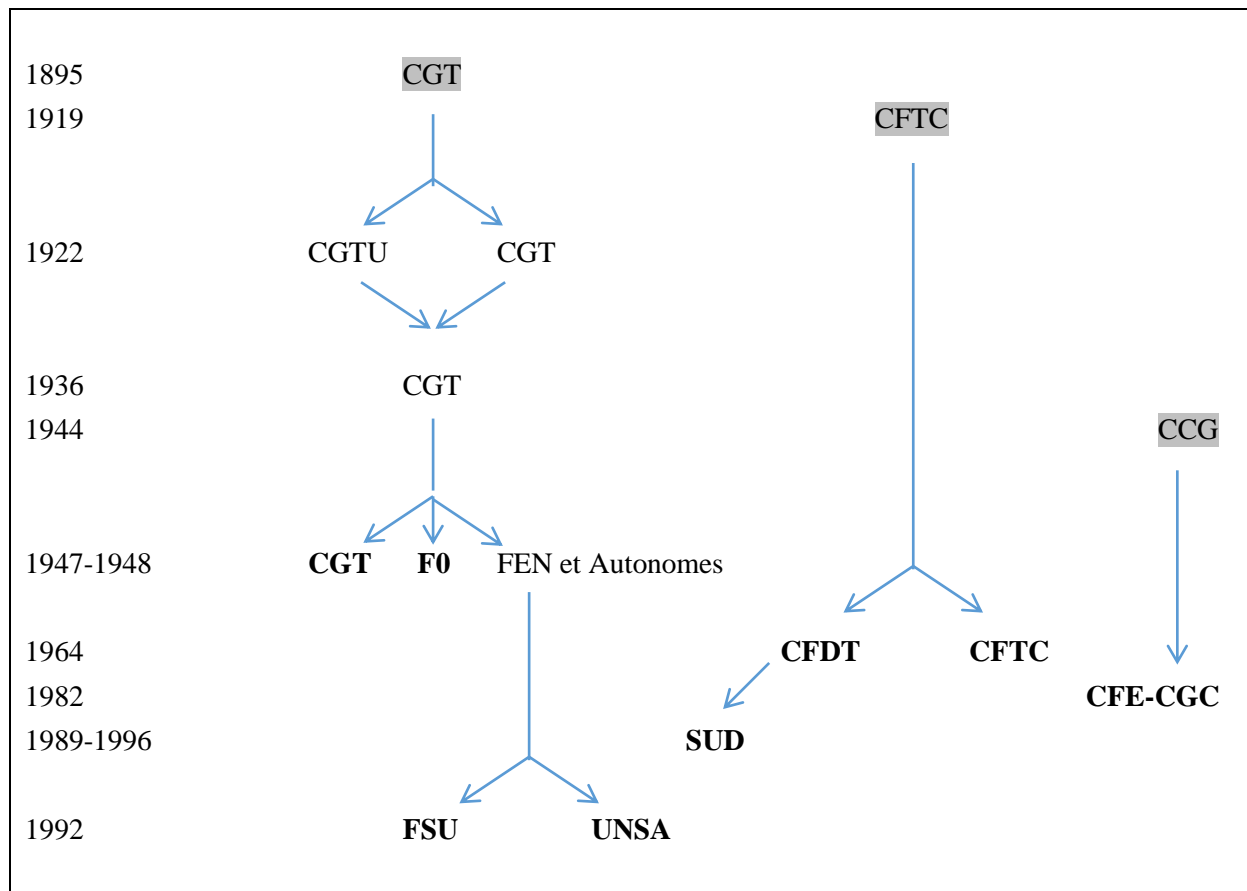 1895 CGT
1919 CFTC
1922 CGTU CGT
1936 CGT
1944 CCG
1947-1948 CGT F0 FEN et Autonomes
1964 CFDT CFTC
1982 CFE-CGC
1989-1996 SUD
1992 FSU UNSA